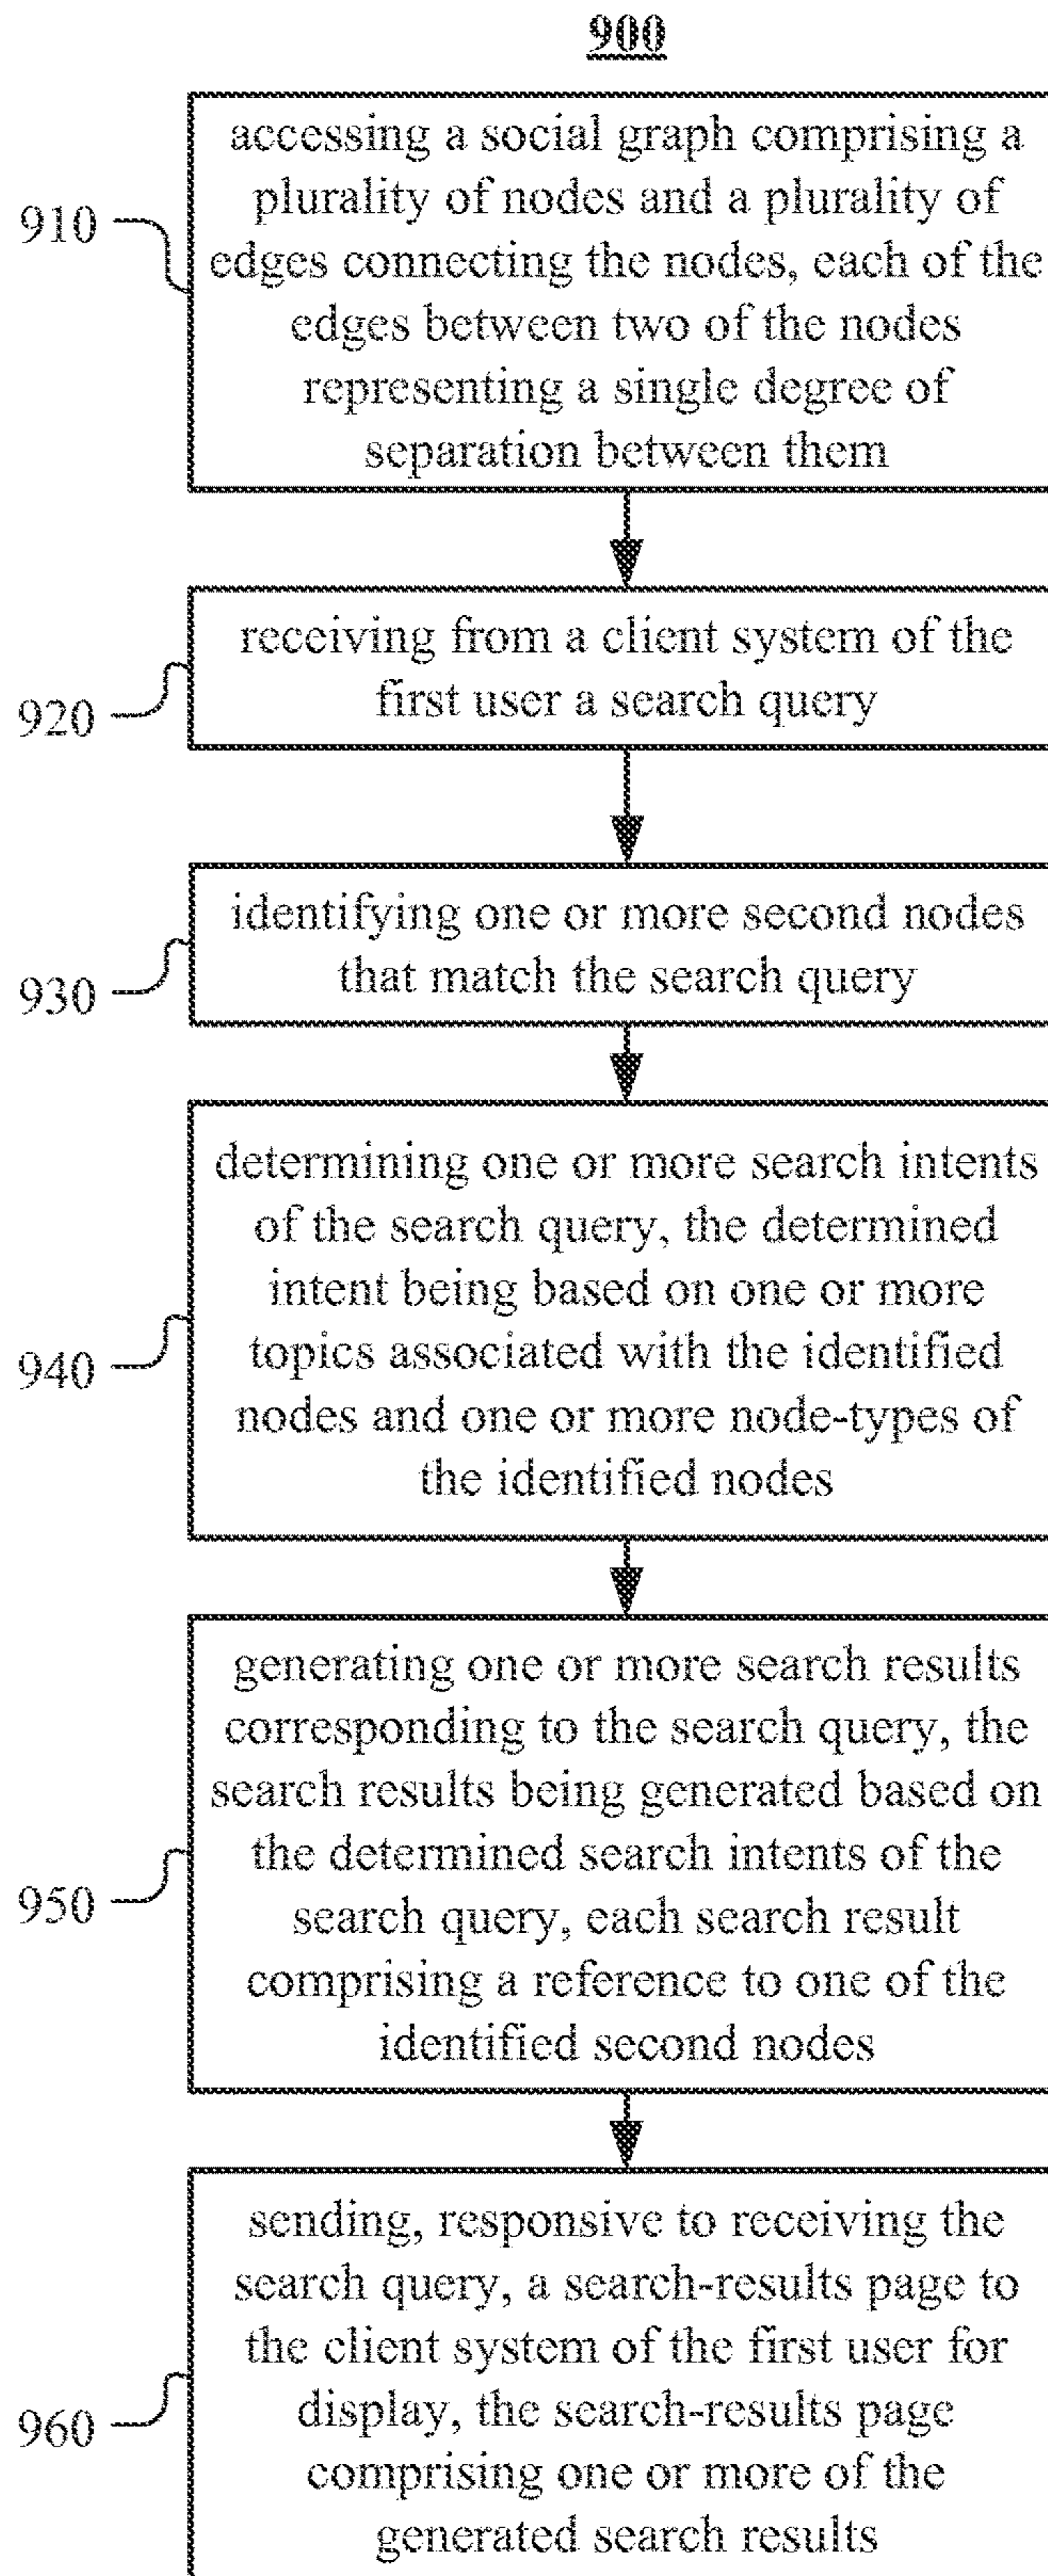 900
910
accessing a social graph comprising a
plurality of nodes and a plurality of
edges connecting the nodes, each of the
edges between two of the nodes
representing a single degree of
separation between them
920
receiving from a client system of the
first user a search query
930
identifying one or more second nodes
that match the search query
940
determining one or more search intents
of the search query, the determined
intent being based on one or more
topics associated with the identified
nodes and one or more node-types of
the identified nodes
950
generating one or more search results
corresponding to the search query, the
search results being generated based on
the determined search intents of the
search query, each search result
comprising a reference to one of the
identified second nodes
960
sending, responsive to receiving the
search query, a search-results page to
the client system of the first user for
display, the search-results page
comprising one or more of the
generated search results